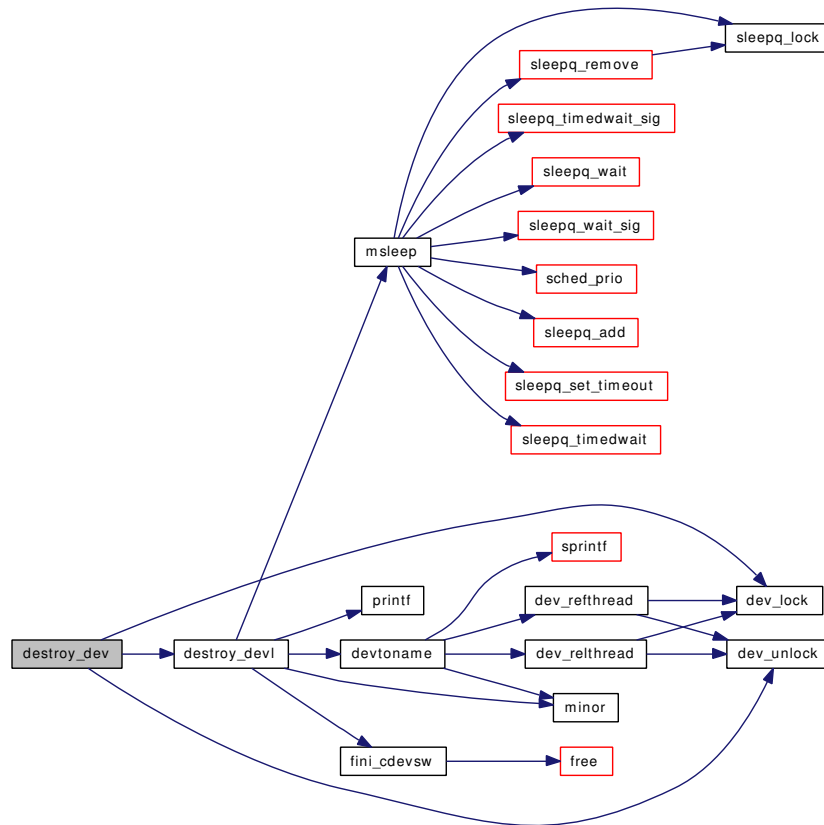 sleepq_lock
sleepq_remove
sleepq_timedwait_sig
sleepq_wait
msleep
sleepq_wait_sig
sched_prio
sleepq_add
sleepq_set_timeout
sleepq_timedwait
sprintf
printf
dev_refthread
dev_lock
destroy_dev
destroy_devl
devtoname
dev_relthread
dev_unlock
minor
fini_cdevsw
free